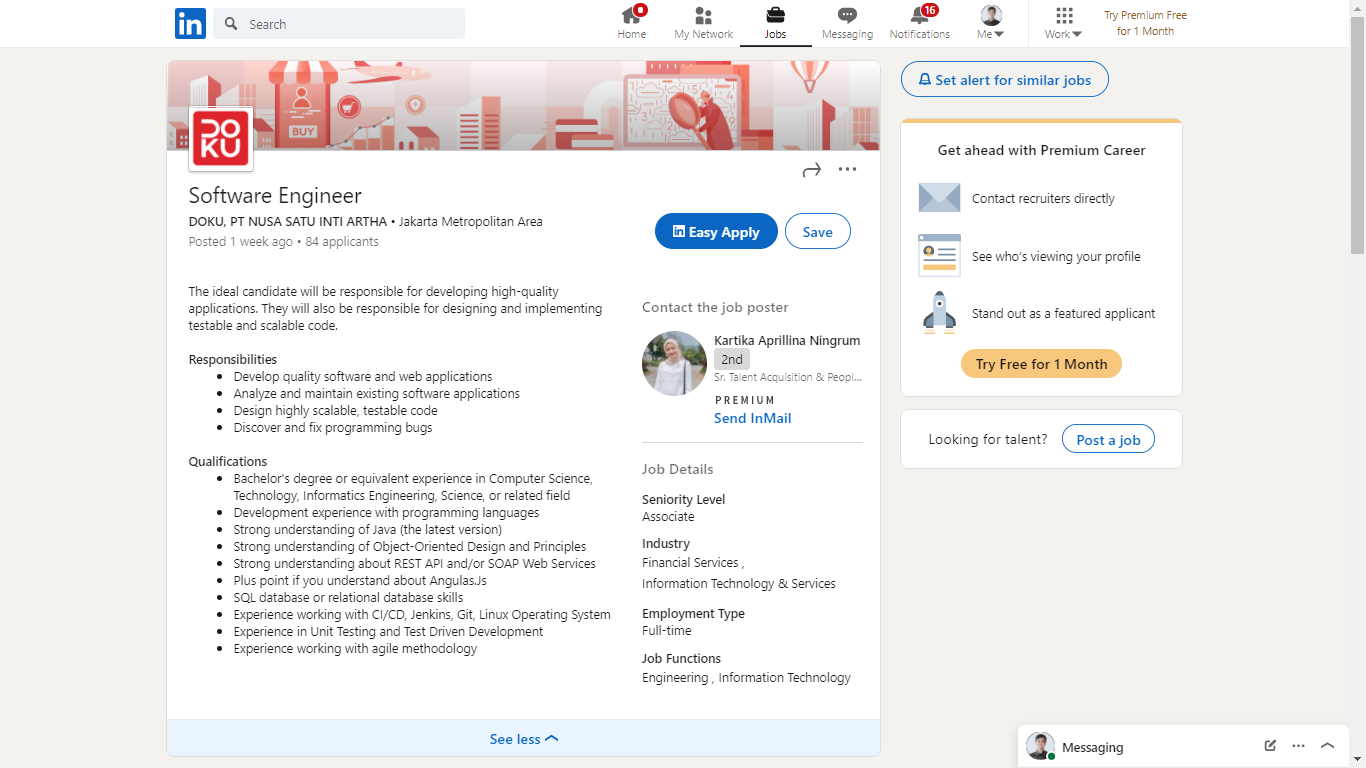 in
Search
Home
My Network
Jobs
Messaging
16
Notifications
Me
Work
Try Premium Free
for 1 Month
BUY
DOKU
Software Engineer
DOKU, PT NUSA SATU INTI ARTHA • Jakarta Metropolitan Area
Posted 1 week ago • 84 applicants
in Easy Apply
Save
The ideal candidate will be responsible for developing high-quality
applications. They will also be responsible for designing and implementing
testable and scalable code.
Responsibilities
• Develop quality software and web applications
• Analyze and maintain existing software applications
• Design highly scalable, testable code
• Discover and fix programming bugs
Qualifications
• Bachelor's degree or equivalent experience in Computer Science,
Technology, Informatics Engineering, Science, or related field
• Development experience with programming languages
• Strong understanding of Java (the latest version)
• Strong understanding of Object-Oriented Design and Principles
• Strong understanding about REST API and/or SOAP Web Services
• Plus point if you understand about Angulas.Js
• SQL database or relational database skills
• Experience working with CI/CD, Jenkins, Git, Linux Operating System
• Experience in Unit Testing and Test Driven Development
• Experience working with agile methodology
See less
Contact the job poster
Kartika Aprillina Ningrum
2nd
Sr. Talent Acquisition & Peopl...
PREMIUM
Send InMail
Job Details
Seniority Level
Associate
Industry
Financial Services ,
Information Technology & Services
Employment Type
Full-time
Job Functions
Engineering , Information Technology
Set alert for similar jobs
Get ahead with Premium Career
Contact recruiters directly
See who's viewing your profile
Stand out as a featured applicant
Try Free for 1 Month
Looking for talent?
Post a job
Messaging